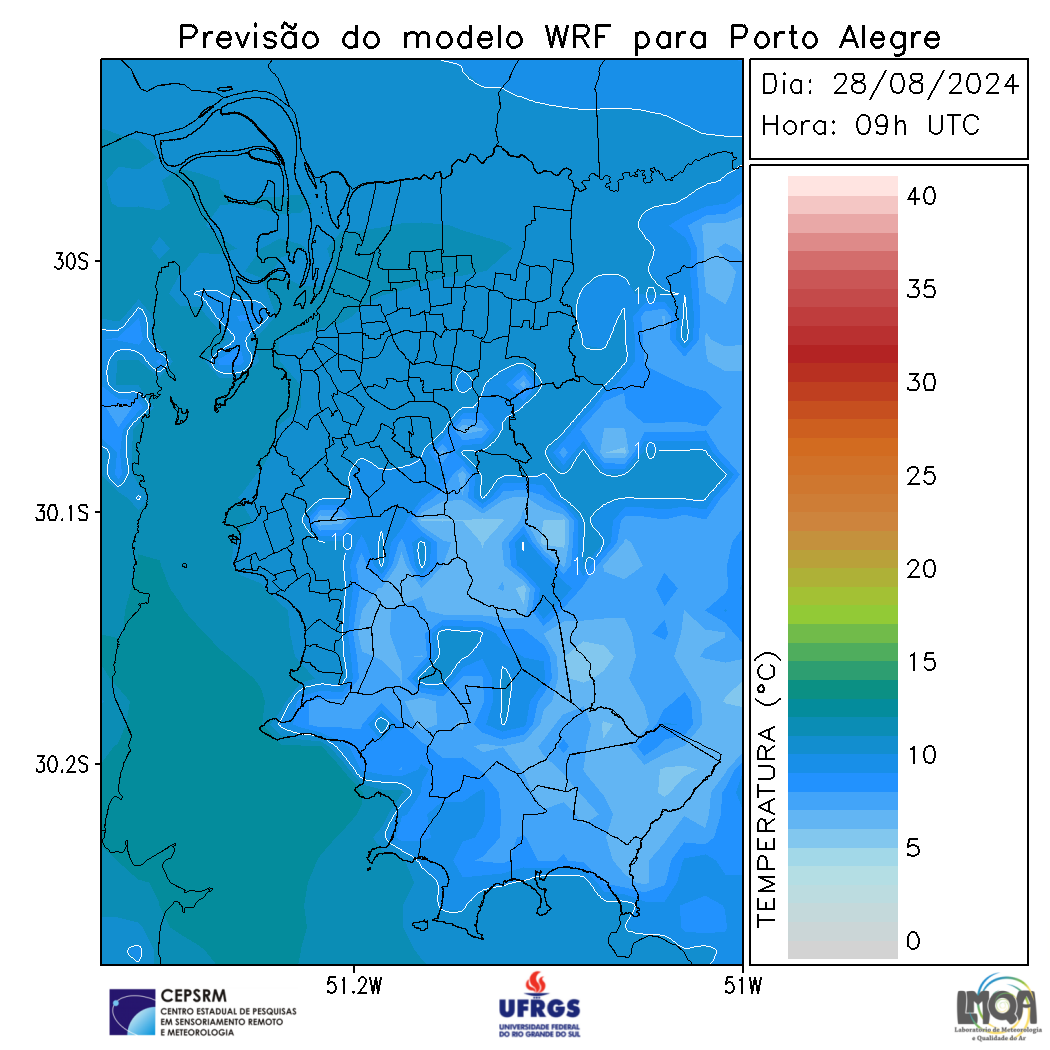 Previsão do modelo WRF para Porto Alegre
Dia: 28/08/2024
Hora: 09h UTC
30S
30.1S
30.2S
51.2W
51W
10
10
10
10
TEMPERATURA (°C)
40
35
30
25
20
15
10
5
0
CEPSRM
CENTRO ESTADUAL DE PESQUISAS
EM SENSORIAMENTO REMOTO
E METEOROLOGIA
UFRGS
UNIVERSIDADE FEDERAL
DO RIO GRANDE DO SUL
LMQA
Laboratório de Meteorologia
e Qualidade do Ar